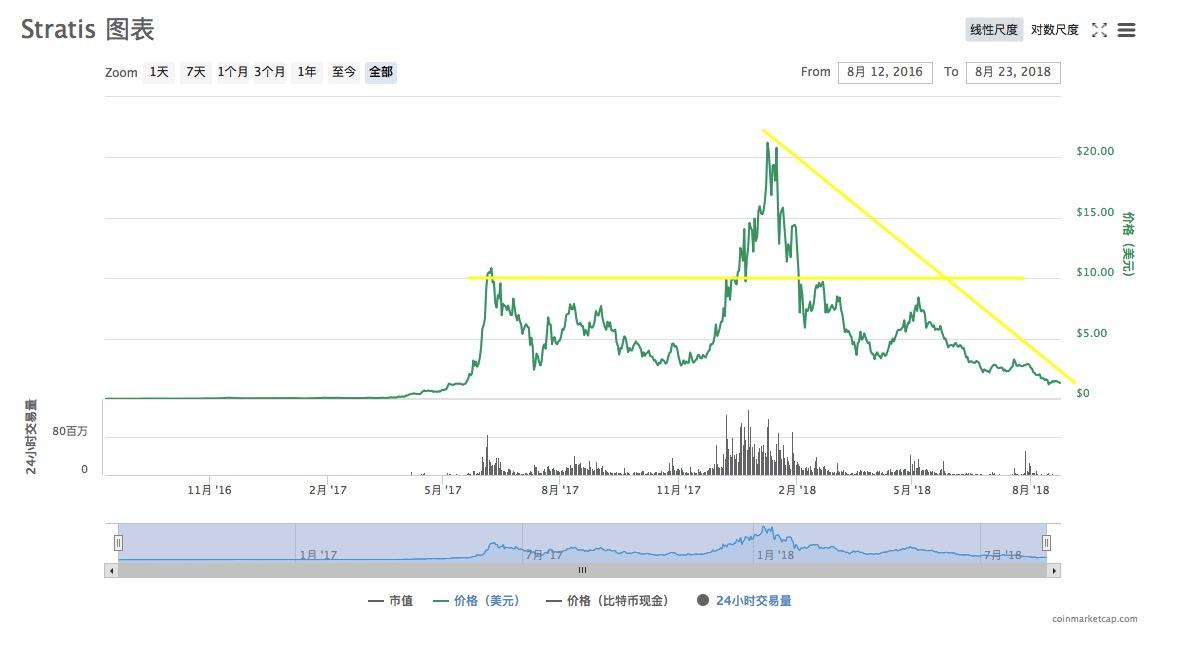 Stratis 图表
线性尺度 对数尺度
Zoom 1天 7天 1个月 3个月 1年 至今 全部
From 8月 12, 2016 To 8月 23, 2018
$20.00
$15.00
$10.00
$5.00
$0
价格（美元）
24小时交易量
80百万
0
11月 '16 2月 '17 5月 '17 8月 '17 11月 '17 2月 '18 5月 '18 8月 '18
1月 '17 7月 '17 1月 '18 7月 '18
市值 价格（美元） 价格（比特币现金） 24小时交易量
coinmarketcap.com